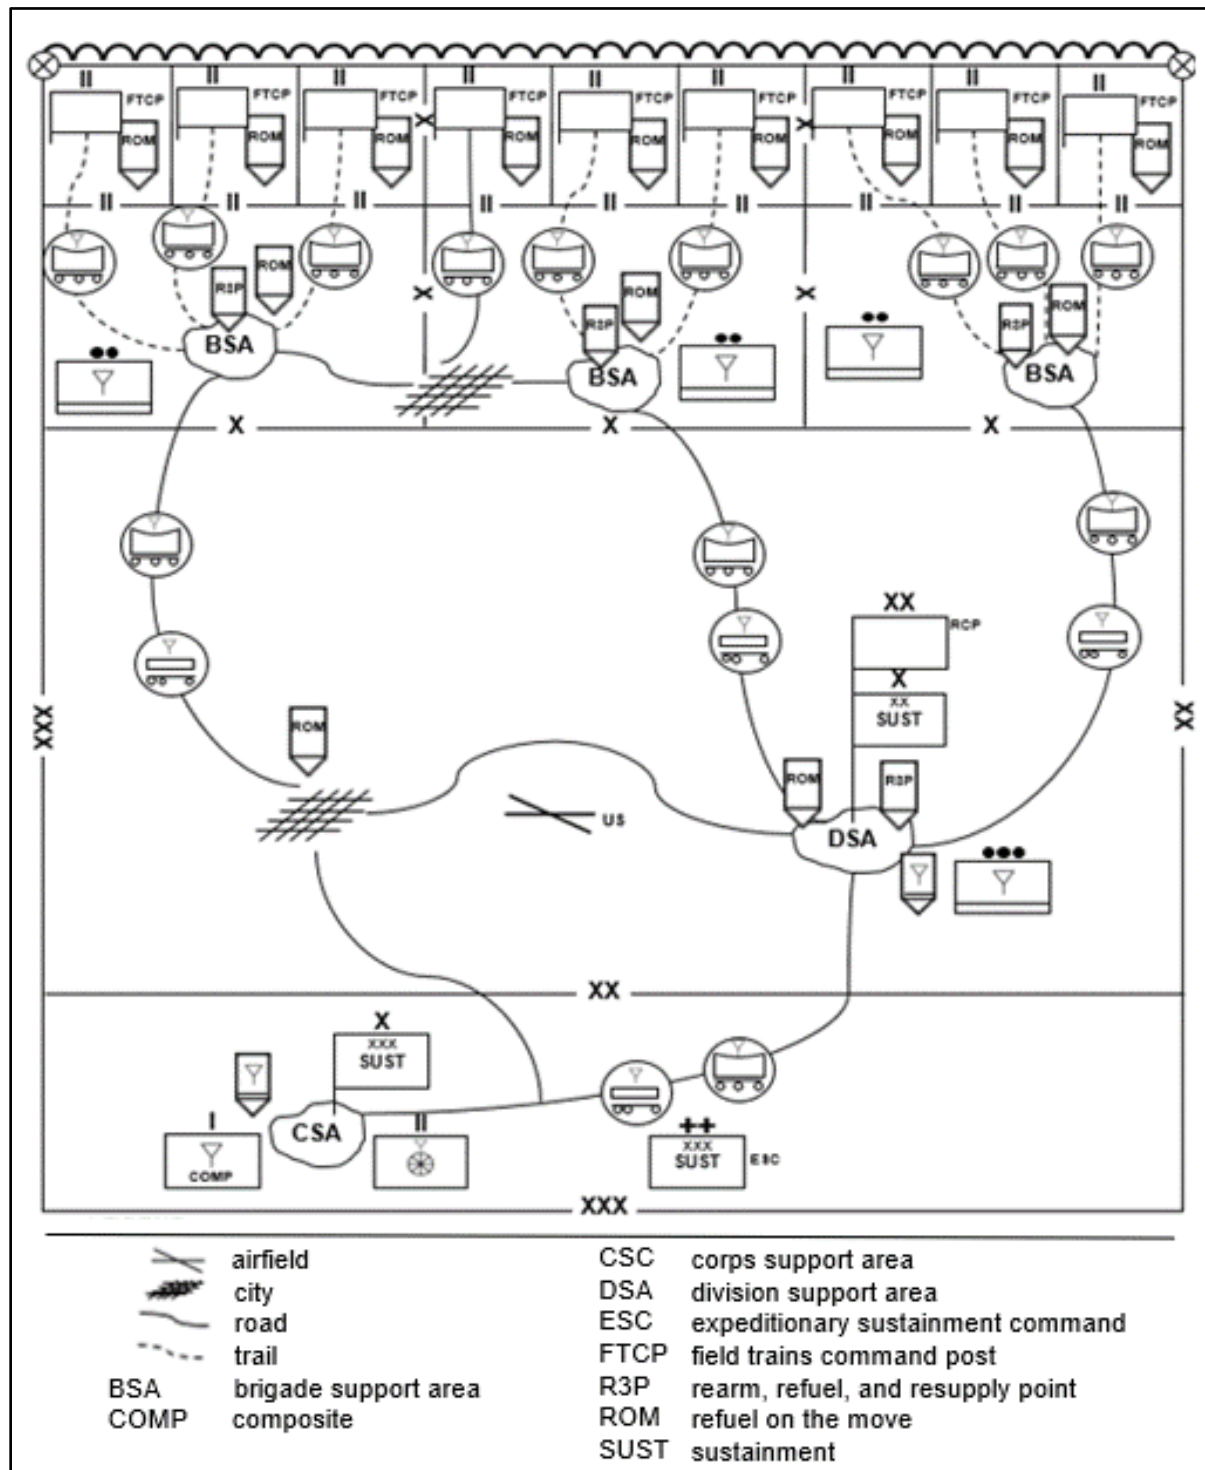 II II II II II II II II II
FTCP FTCP FTCP FTCP FTCP FTCP FTCP FTCP FTCP
ROM ROM ROM X ROM ROM ROM X ROM ROM ROM
II II II II II II II II II
ROM ROM ROM
R3P X R3P X R3P
BSA BSA BSA
X X X
XX
RCP
X
XX
SUST
XXX XX
ROM ROM R3P
US
DSA
XX
X
XXX
SUST
I CSA II ++
COMP XXX
SUST ESC
XXX
airfield CSC corps support area
city DSA division support area
road ESC expeditionary sustainment command
trail FTCP field trains command post
BSA brigade support area R3P rearm, refuel, and resupply point
COMP composite ROM refuel on the move
SUST sustainment